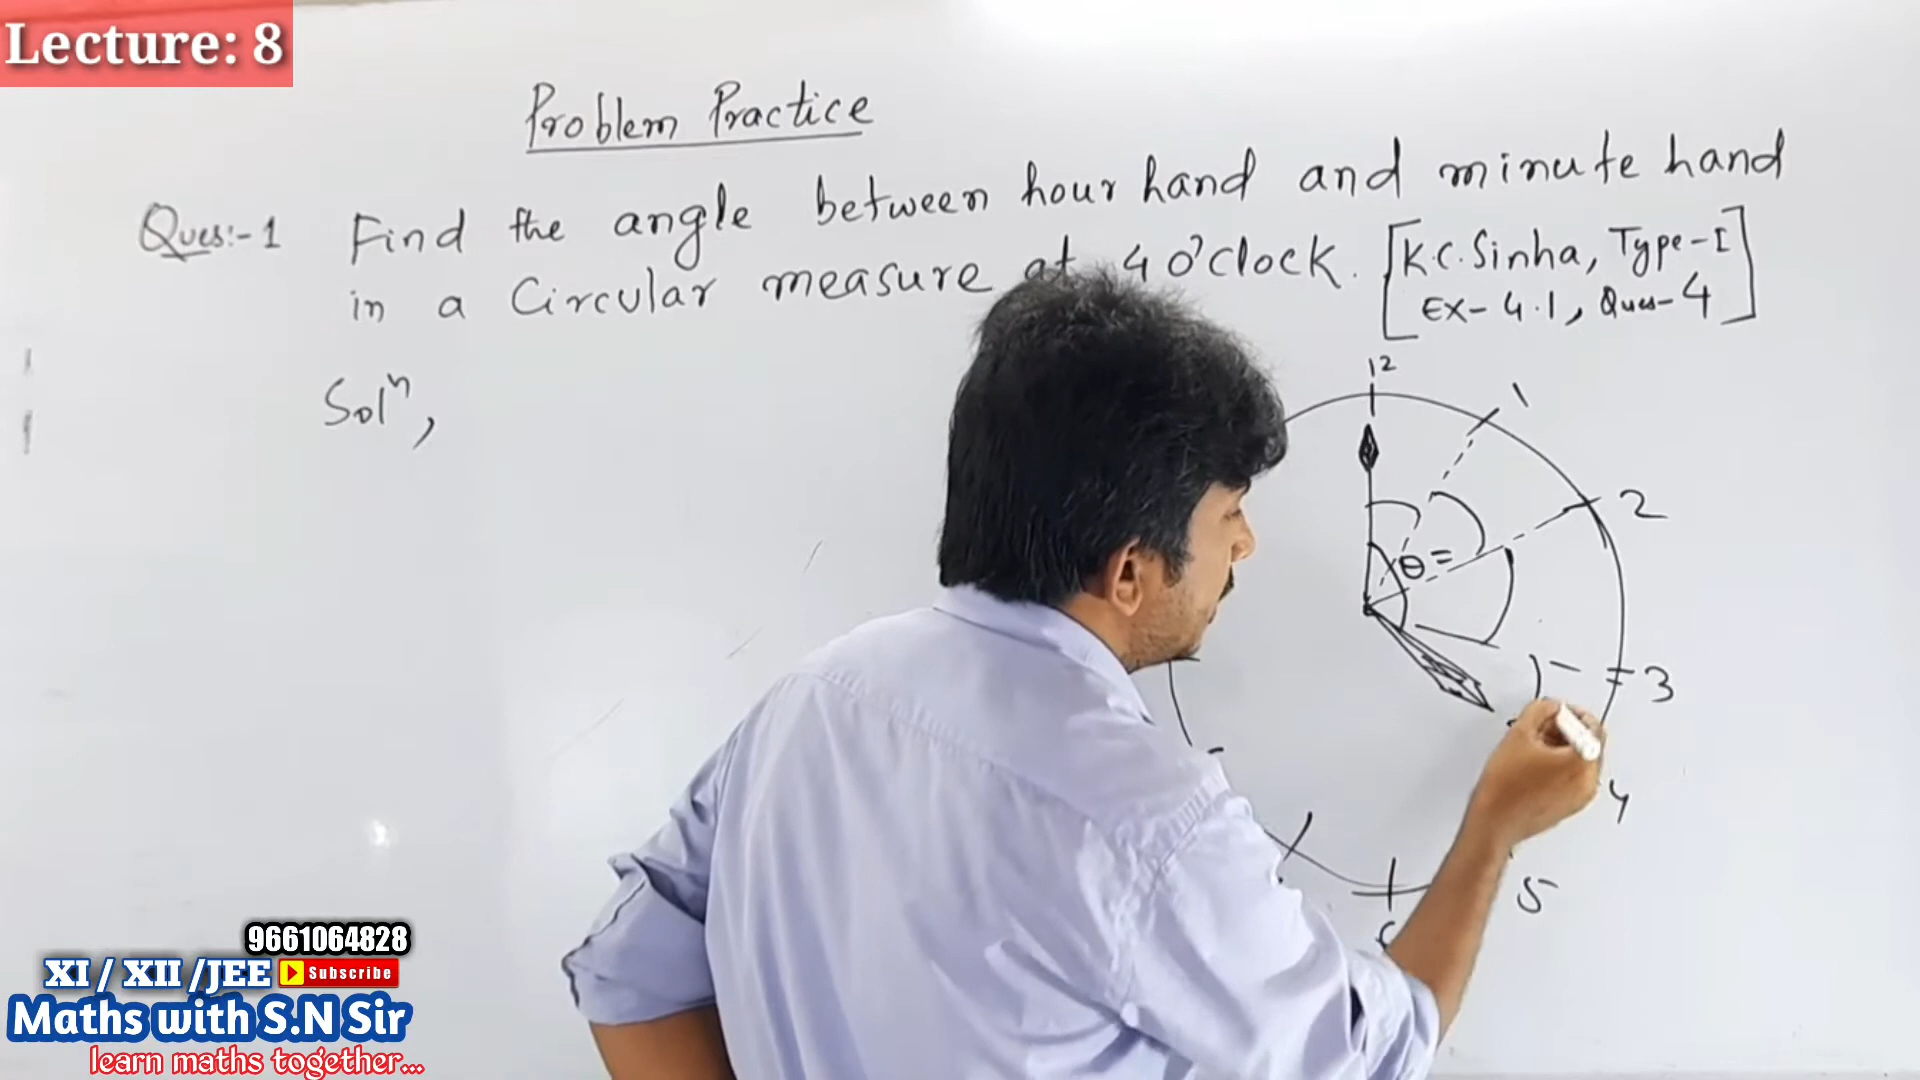 Lecture: 8
Problem Practice
Ques:- 1 Find the angle between hour hand and minute hand
in a Circular measure at 4 O'clock. [K.C. Sinha, Type-I
Ex- 4.1, Ques- 4]
Solⁿ,
12
1
2
θ =
3
4
5
9661064828
XI / XII /JEE Subscribe
Maths with S.N Sir
learn maths together...